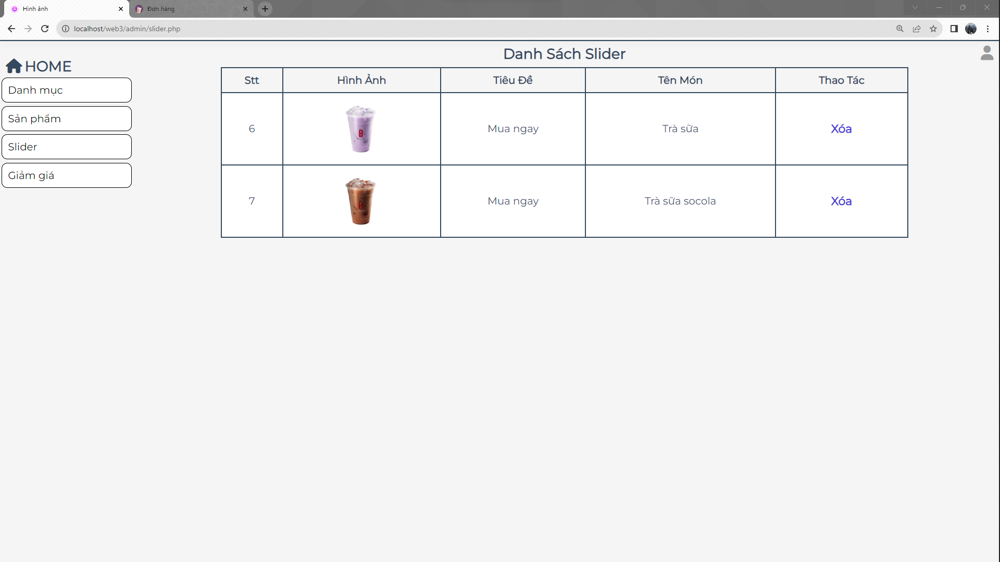 Hình ảnh
Đơn hàng
localhost/web3/admin/slider.php
HOME
Danh mục
Sản phẩm
Slider
Giảm giá
Danh Sách Slider
Stt Hình Ảnh Tiêu Đề Tên Món Thao Tác
6 Mua ngay Trà sữa Xóa
7 Mua ngay Trà sữa socola Xóa